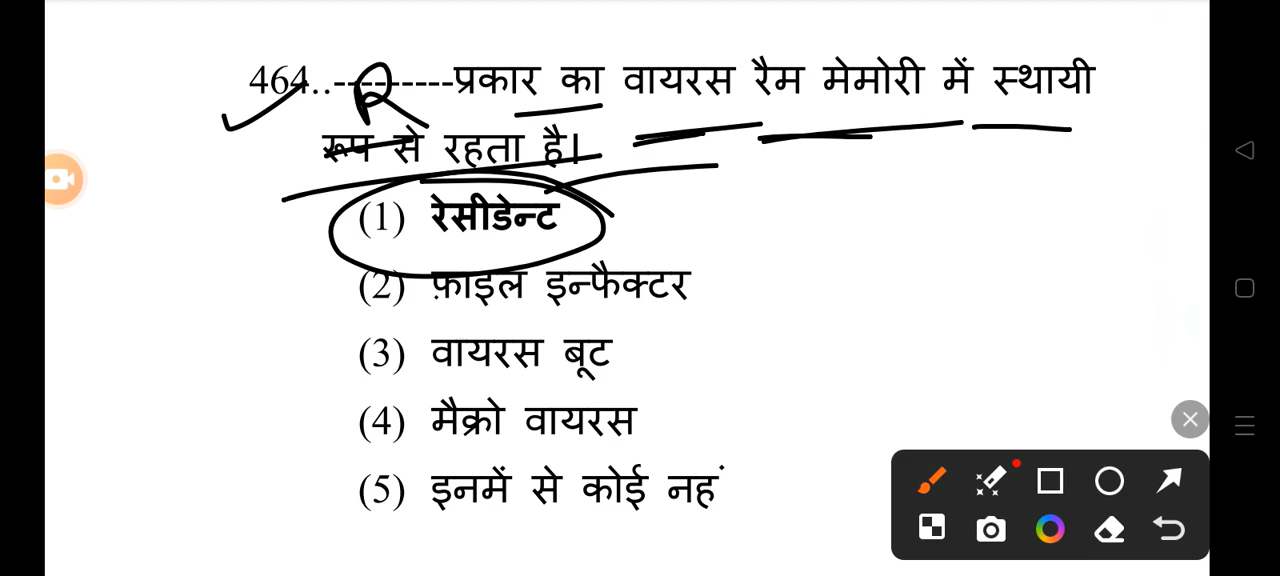 464..----------प्रकार का वायरस रैम मेमोरी में स्थायी
रूप से रहता है।
(1) रेसीडेन्ट
(2) फ़ाइल इन्फैक्टर
(3) वायरस बूट
(4) मैक्रो वायरस
(5) इनमें से कोई नहं